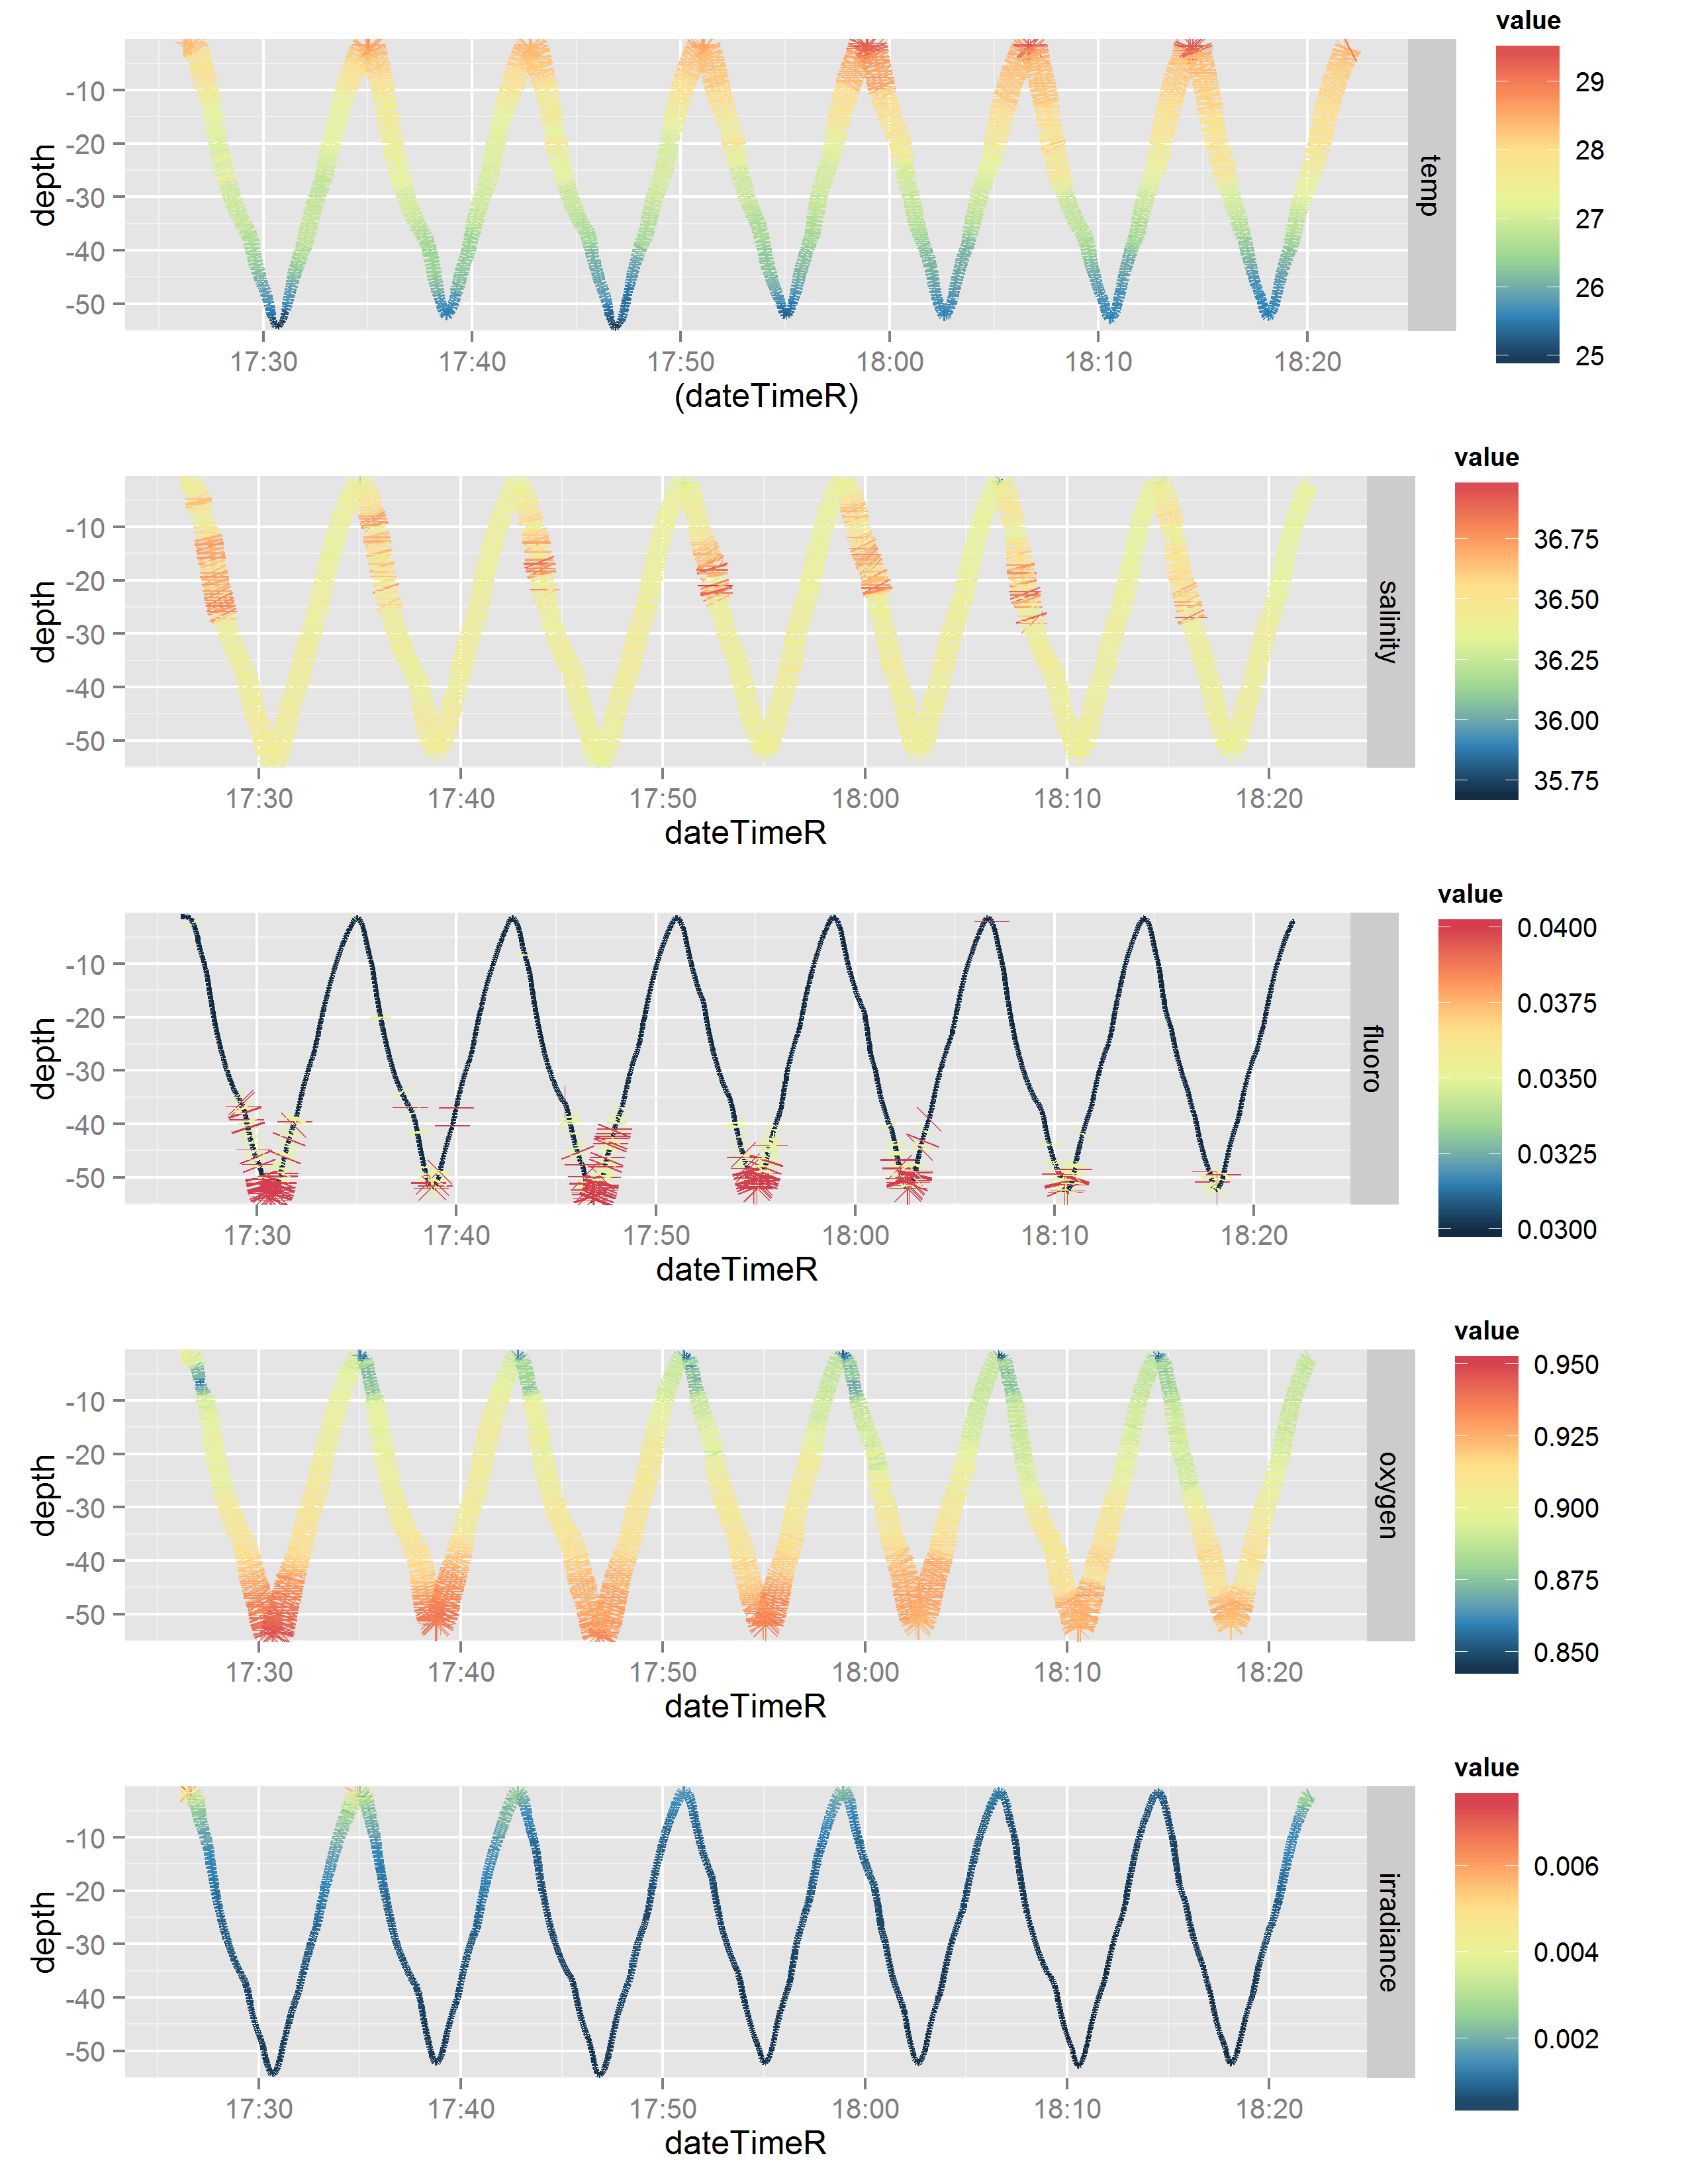 value
depth
-10
-20
-30
-40
-50
temp
29
28
27
26
25
17:30 17:40 17:50 18:00 18:10 18:20
(dateTimeR)
value
depth
-10
-20
-30
-40
-50
salinity
36.75
36.50
36.25
36.00
35.75
17:30 17:40 17:50 18:00 18:10 18:20
dateTimeR
value
depth
-10
-20
-30
-40
-50
fluoro
0.0400
0.0375
0.0350
0.0325
0.0300
17:30 17:40 17:50 18:00 18:10 18:20
dateTimeR
value
depth
-10
-20
-30
-40
-50
oxygen
0.950
0.925
0.900
0.875
0.850
17:30 17:40 17:50 18:00 18:10 18:20
dateTimeR
value
depth
-10
-20
-30
-40
-50
irradiance
0.006
0.004
0.002
17:30 17:40 17:50 18:00 18:10 18:20
dateTimeR